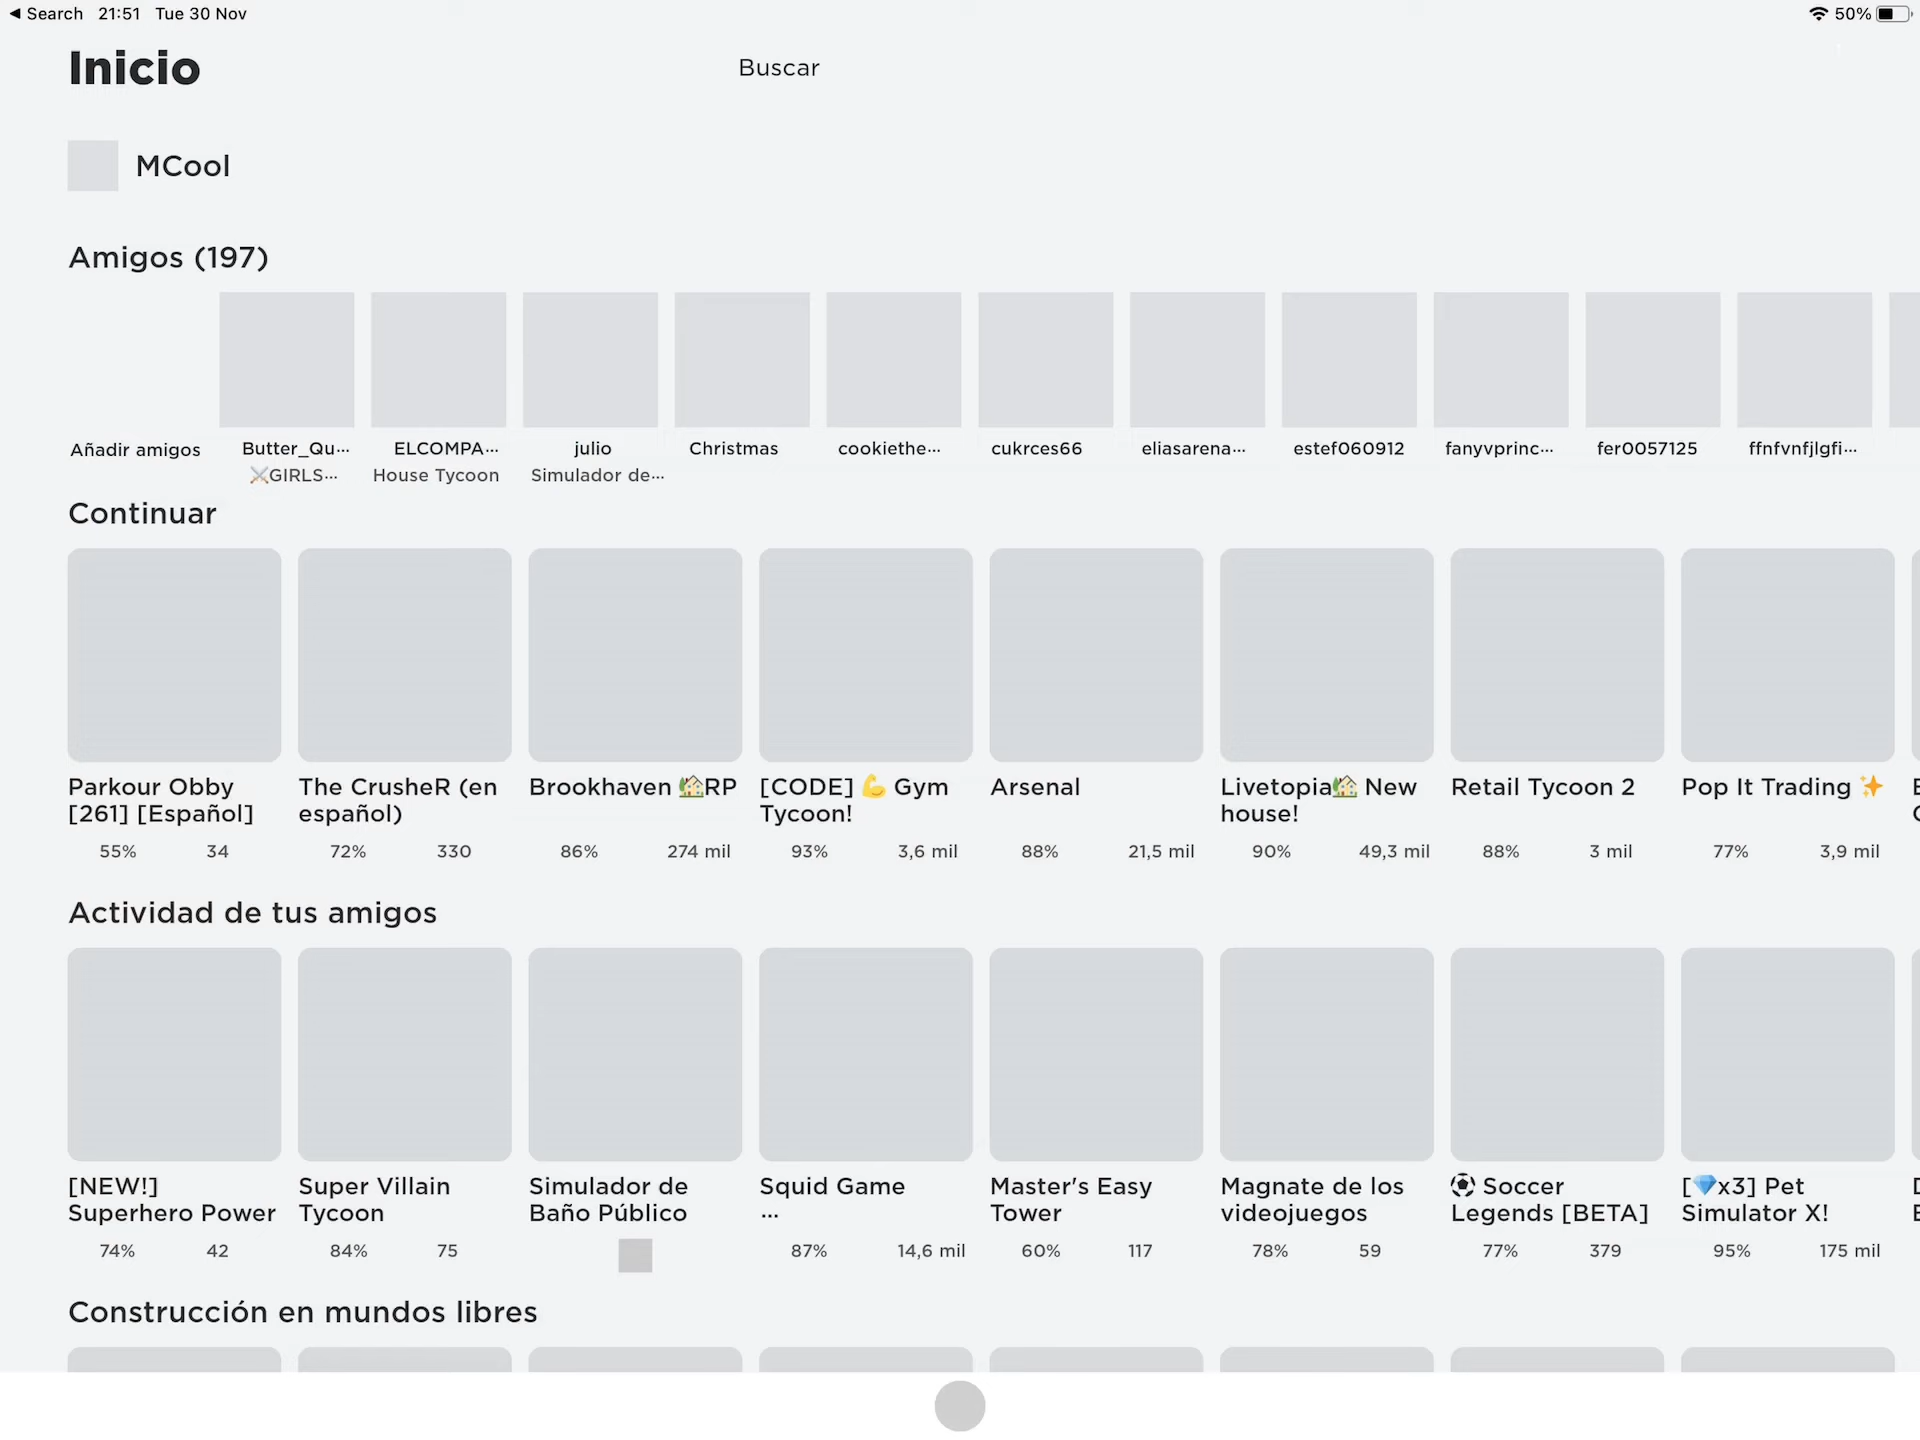 ◀ Search 21:51 Tue 30 Nov 50%
Inicio
Buscar
MCool
Amigos (197)
Añadir amigos
Butter_Qu...
⚔️GIRLS...
ELCOMPA...
House Tycoon
julio
Simulador de...
Christmas
cookiethe...
cukrces66
eliasarena...
estef060912
fanyvprinc...
fer0057125
ffnfvnfjlgfi...
Continuar
Parkour Obby
[261] [Español]
55% 34
The CrusheR (en
español)
72% 330
Brookhaven 🏡RP
86% 274 mil
[CODE] 💪 Gym
Tycoon!
93% 3,6 mil
Arsenal
88% 21,5 mil
Livetopia🏡 New
house!
90% 49,3 mil
Retail Tycoon 2
88% 3 mil
Pop It Trading ✨
77% 3,9 mil
Actividad de tus amigos
[NEW!]
Superhero Power
74% 42
Super Villain
Tycoon
84% 75
Simulador de
Baño Público
Squid Game
...
87% 14,6 mil
Master's Easy
Tower
60% 117
Magnate de los
videojuegos
78% 59
⚽ Soccer
Legends [BETA]
77% 379
[💎x3] Pet
Simulator X!
95% 175 mil
Construcción en mundos libres